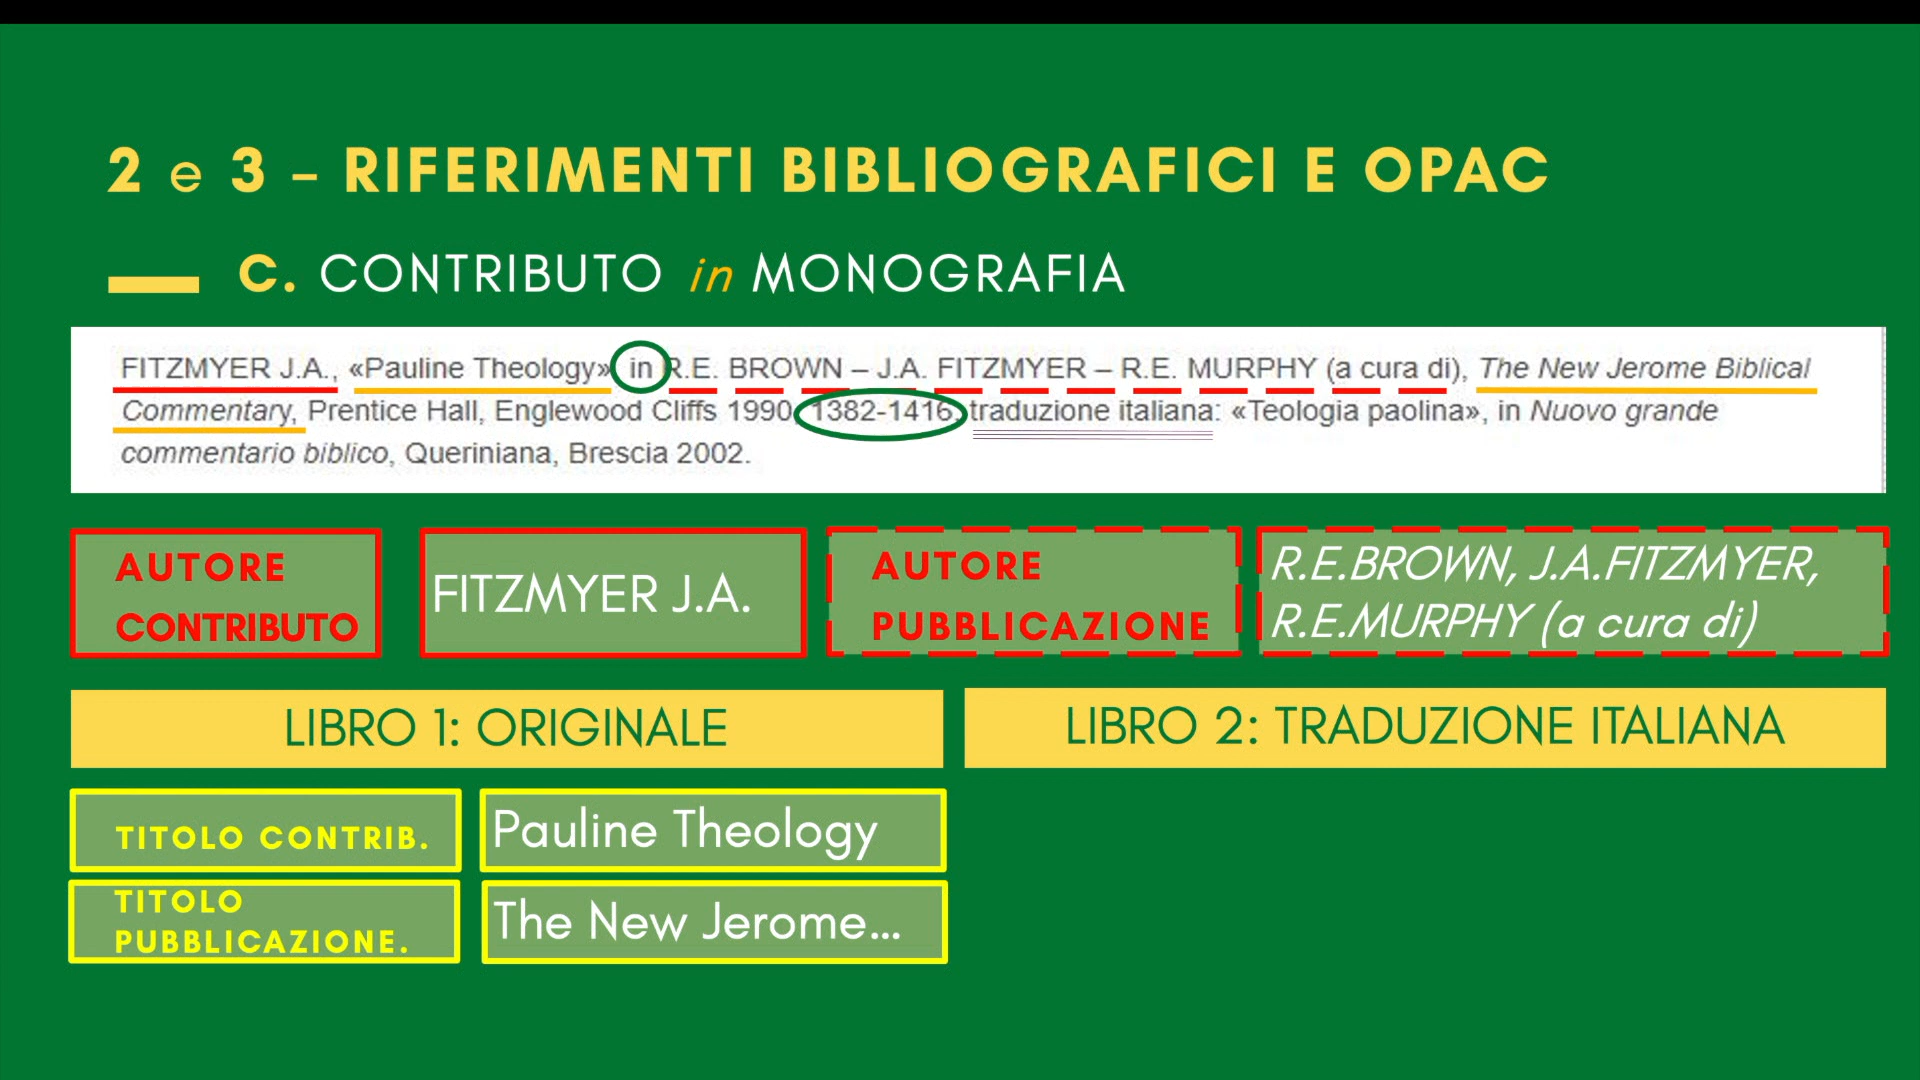 2 e 3 – RIFERIMENTI BIBLIOGRAFICI E OPAC
C. CONTRIBUTO in MONOGRAFIA
FITZMYER J.A., «Pauline Theology» in R.E. BROWN – J.A. FITZMYER – R.E. MURPHY (a cura di), The New Jerome Biblical
Commentary, Prentice Hall, Englewood Cliffs 1990, 1382-1416, traduzione italiana: «Teologia paolina», in Nuovo grande
commentario biblico, Queriniana, Brescia 2002.
AUTORE
CONTRIBUTO
FITZMYER J.A.
AUTORE
PUBBLICAZIONE
R.E.BROWN, J.A.FITZMYER,
R.E.MURPHY (a cura di)
LIBRO 1: ORIGINALE
LIBRO 2: TRADUZIONE ITALIANA
TITOLO CONTRIB.
Pauline Theology
TITOLO
PUBBLICAZIONE.
The New Jerome...